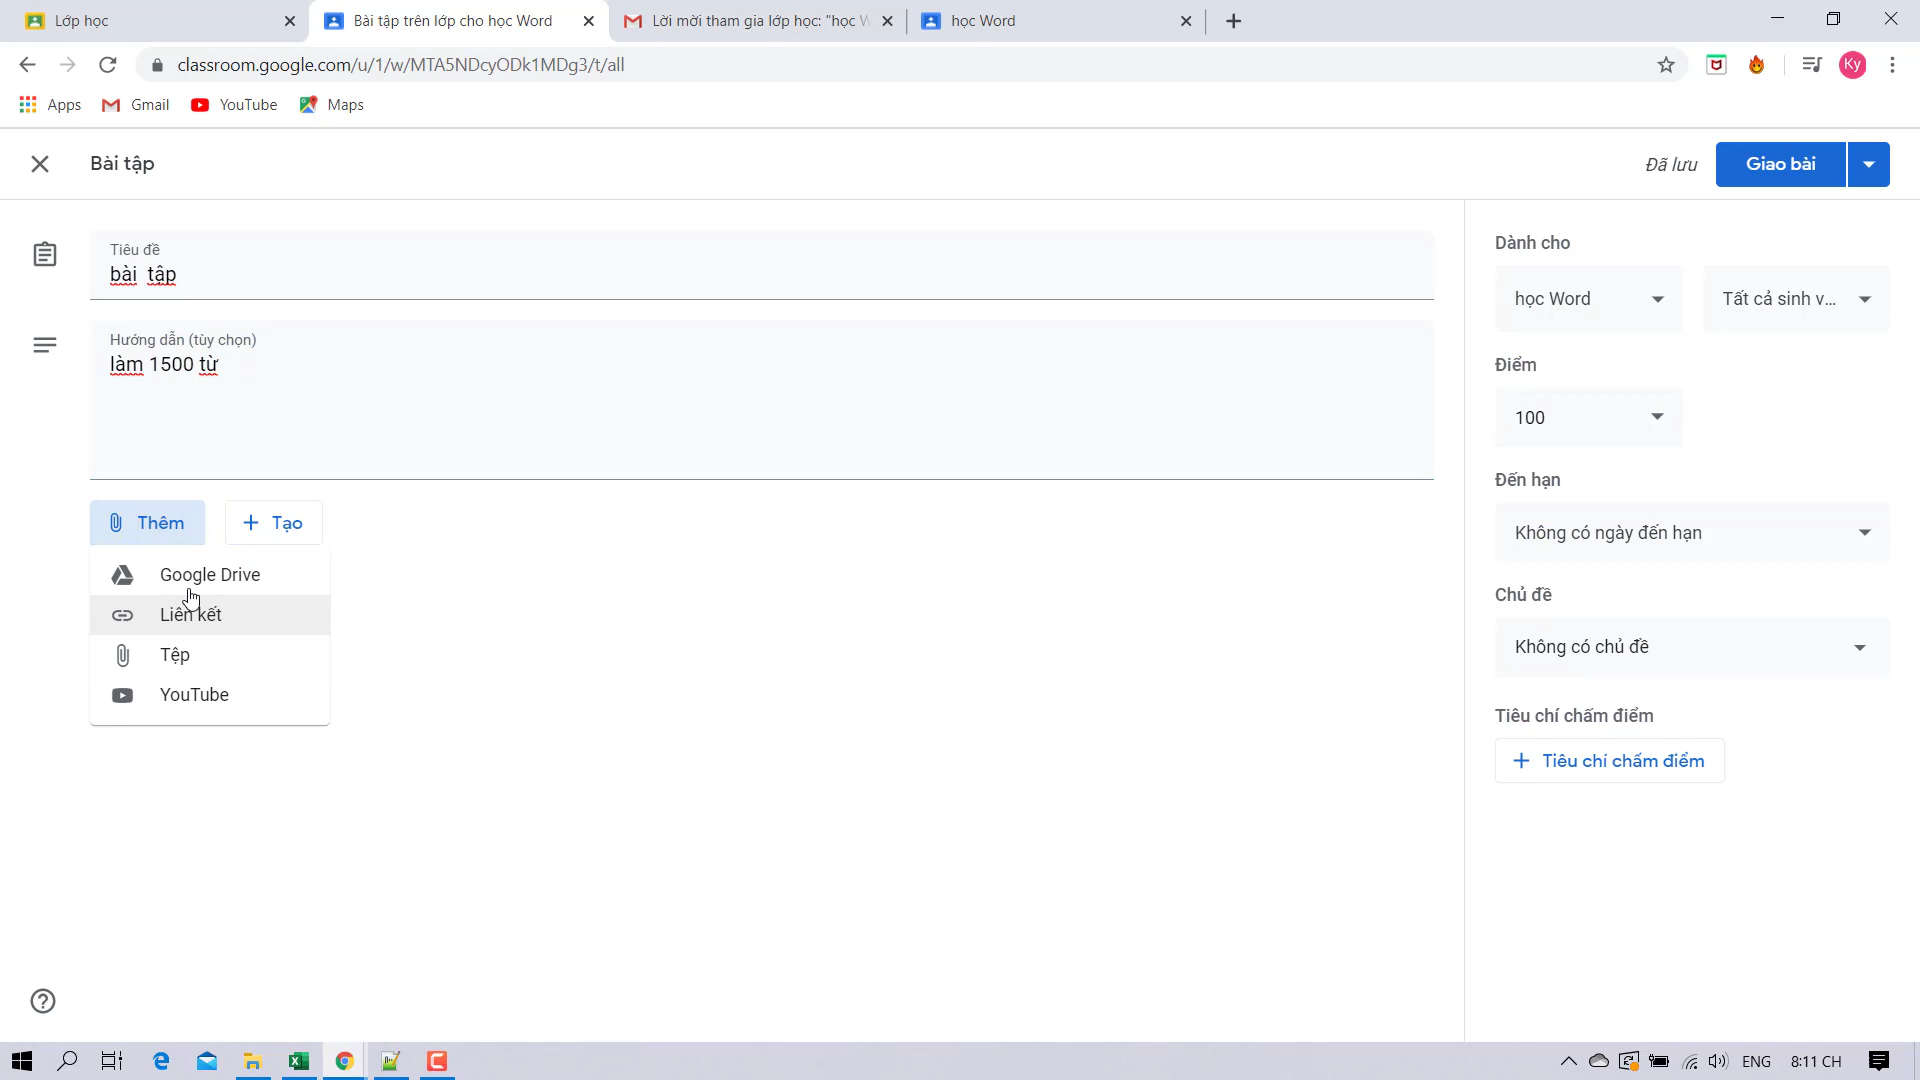 Lớp học
Bài tập trên lớp cho học Word
Lời mời tham gia lớp học: "học W
học Word
classroom.google.com/u/1/w/MTA5NDcyODk1MDg3/t/all
Ky
Apps
Gmail
YouTube
Maps
Bài tập
Đã lưu
Giao bài
Tiêu đề
bài  tập
Hướng dẫn (tùy chọn)
làm 1500 từ
Thêm
Tạo
Google Drive
Liên kết
Tệp
YouTube
Dành cho
học Word
Tất cả sinh v...
Điểm
100
Đến hạn
Không có ngày đến hạn
Chủ đề
Không có chủ đề
Tiêu chí chấm điểm
Tiêu chí chấm điểm
ENG
8:11 CH